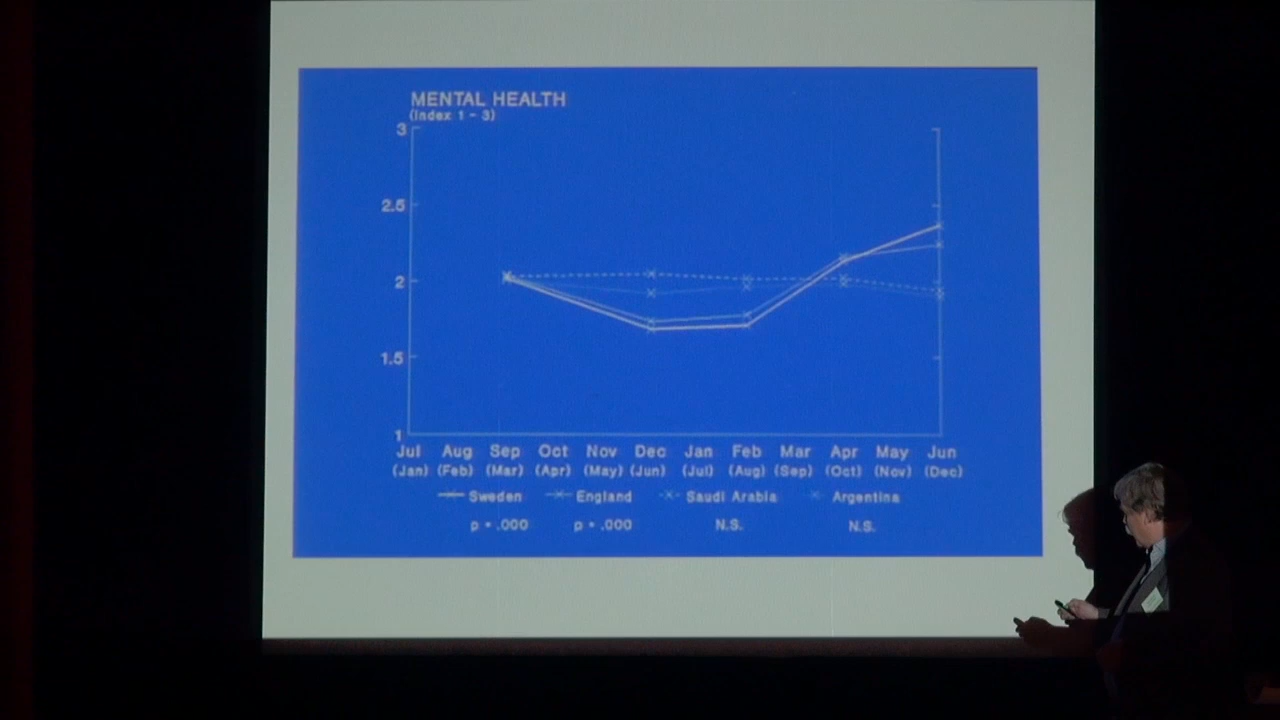 MENTAL HEALTH
(Index 1 - 3)
3
2.5
2
1.5
1
Jul Aug Sep Oct Nov Dec Jan Feb Mar Apr May Jun
(Jan) (Feb) (Mar) (Apr) (May) (Jun) (Jul) (Aug) (Sep) (Oct) (Nov) (Dec)
Sweden England Saudi Arabia Argentina
p = .000 p = .000 N.S. N.S.